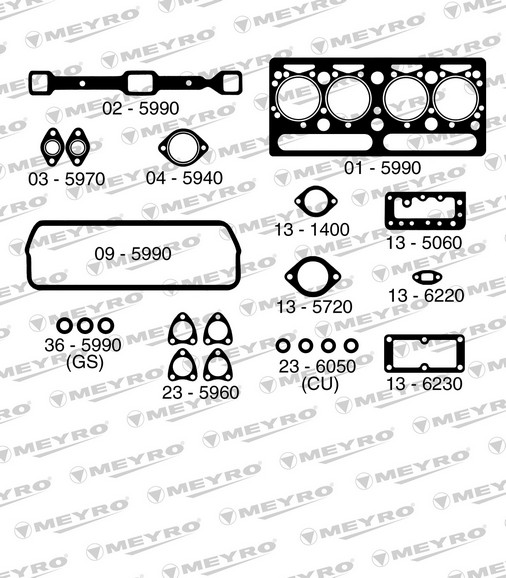 02 - 5990
01 - 5990
03 - 5970
04 - 5940
13 - 1400
13 - 5060
09 - 5990
13 - 5720
13 - 6220
36 - 5990
(GS)
23 - 5960
23 - 6050
(CU)
13 - 6230
MEYRO®